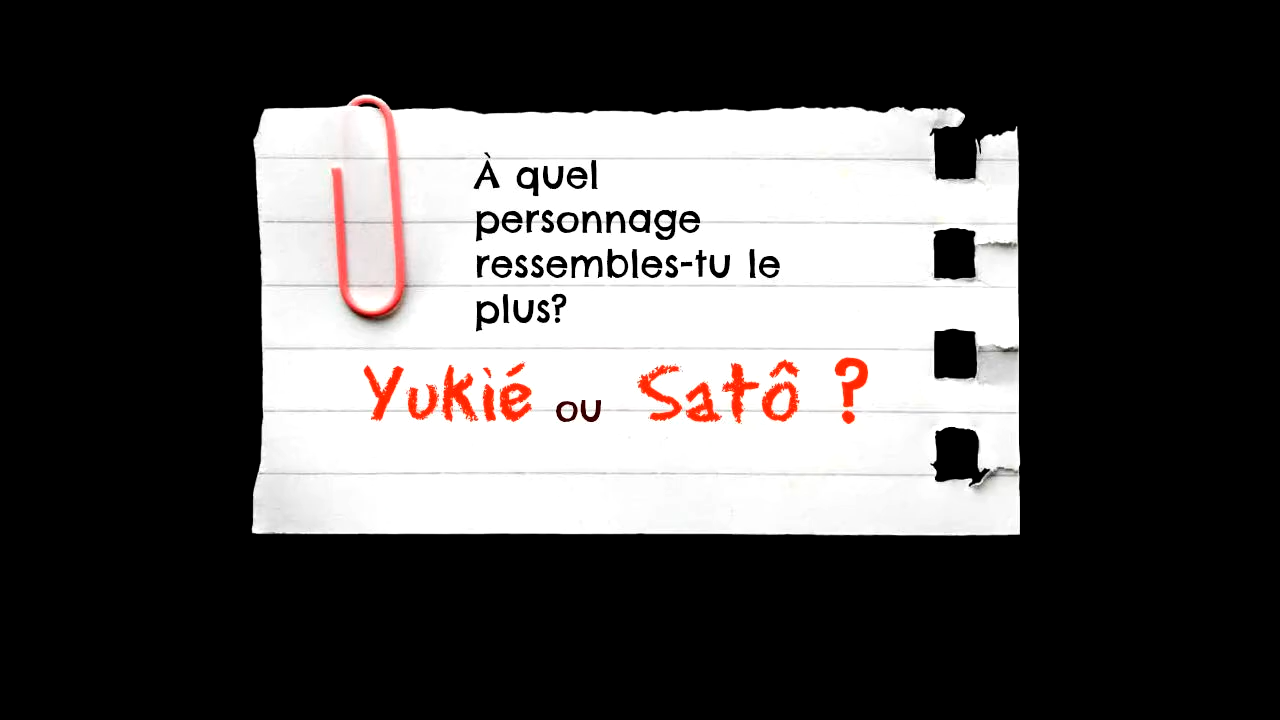 À quel
personnage
ressembles-tu le
plus?
Yukié ou Satô ?